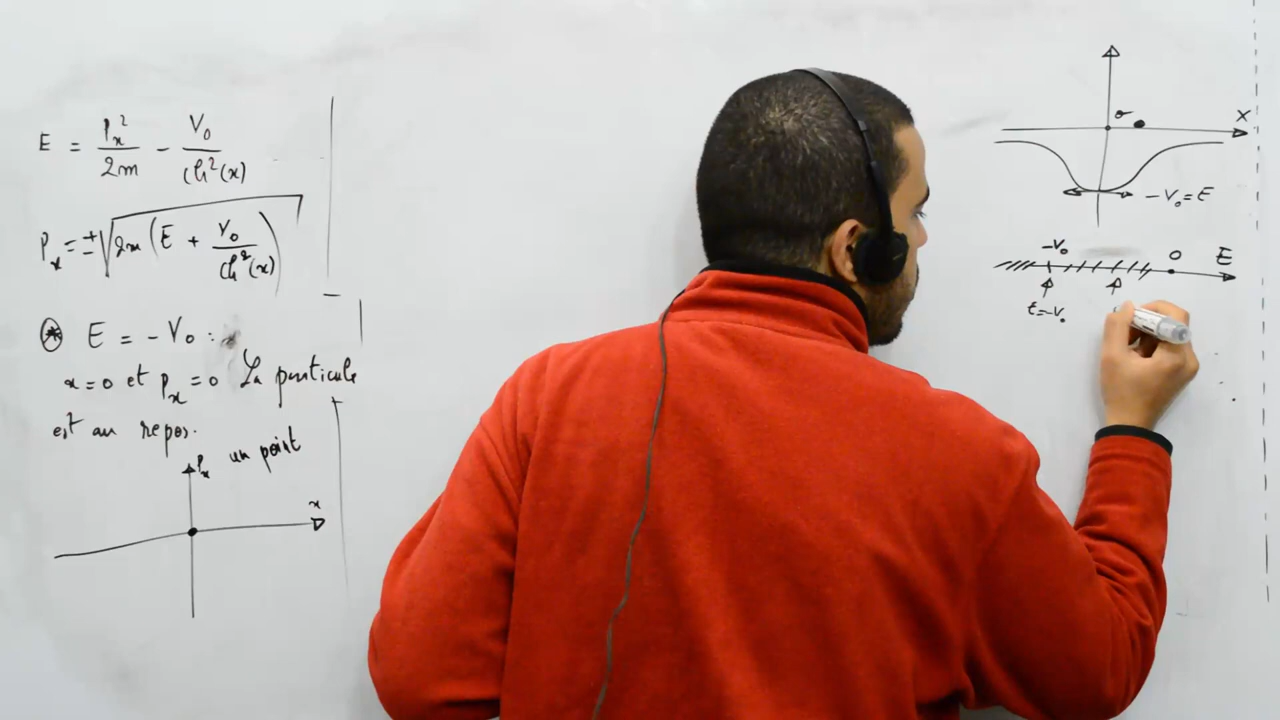 E = Px²/2m - V₀/ch²(x)
Px = ±√(2m(E + V₀/ch²(x)))
⊛ E = -V₀ :
x=0 et Px = 0 La particule
est au repos.
Px un point
x
σ
X
-V₀ = E
-V₀ 0 E
t=-V₀